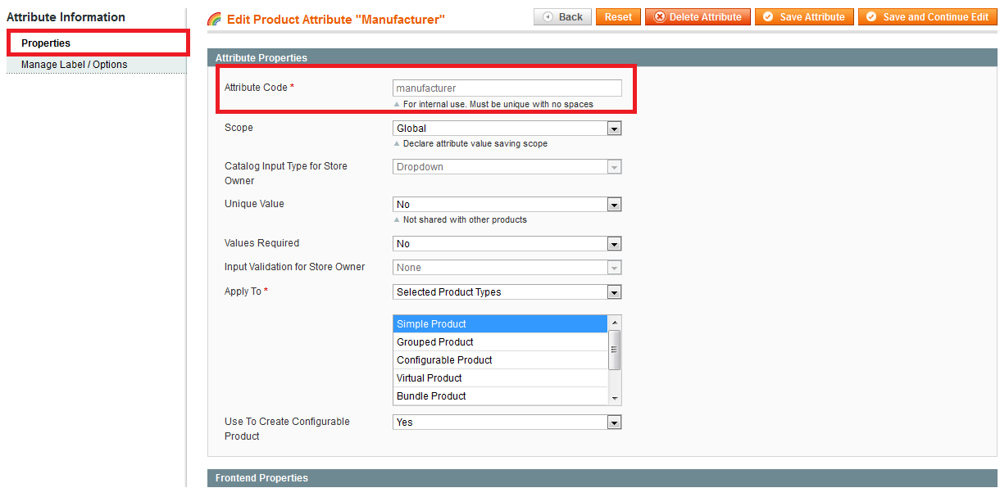 Attribute Information
Properties
Manage Label / Options
Edit Product Attribute "Manufacturer"
Back
Reset
Delete Attribute
Save Attribute
Save and Continue Edit
Attribute Properties
Attribute Code *
manufacturer
For internal use. Must be unique with no spaces
Scope
Global
Declare attribute value saving scope
Catalog Input Type for Store
Owner
Dropdown
Unique Value
No
Not shared with other products
Values Required
No
Input Validation for Store Owner
None
Apply To *
Selected Product Types
Simple Product
Grouped Product
Configurable Product
Virtual Product
Bundle Product
Use To Create Configurable
Product
Yes
Frontend Properties